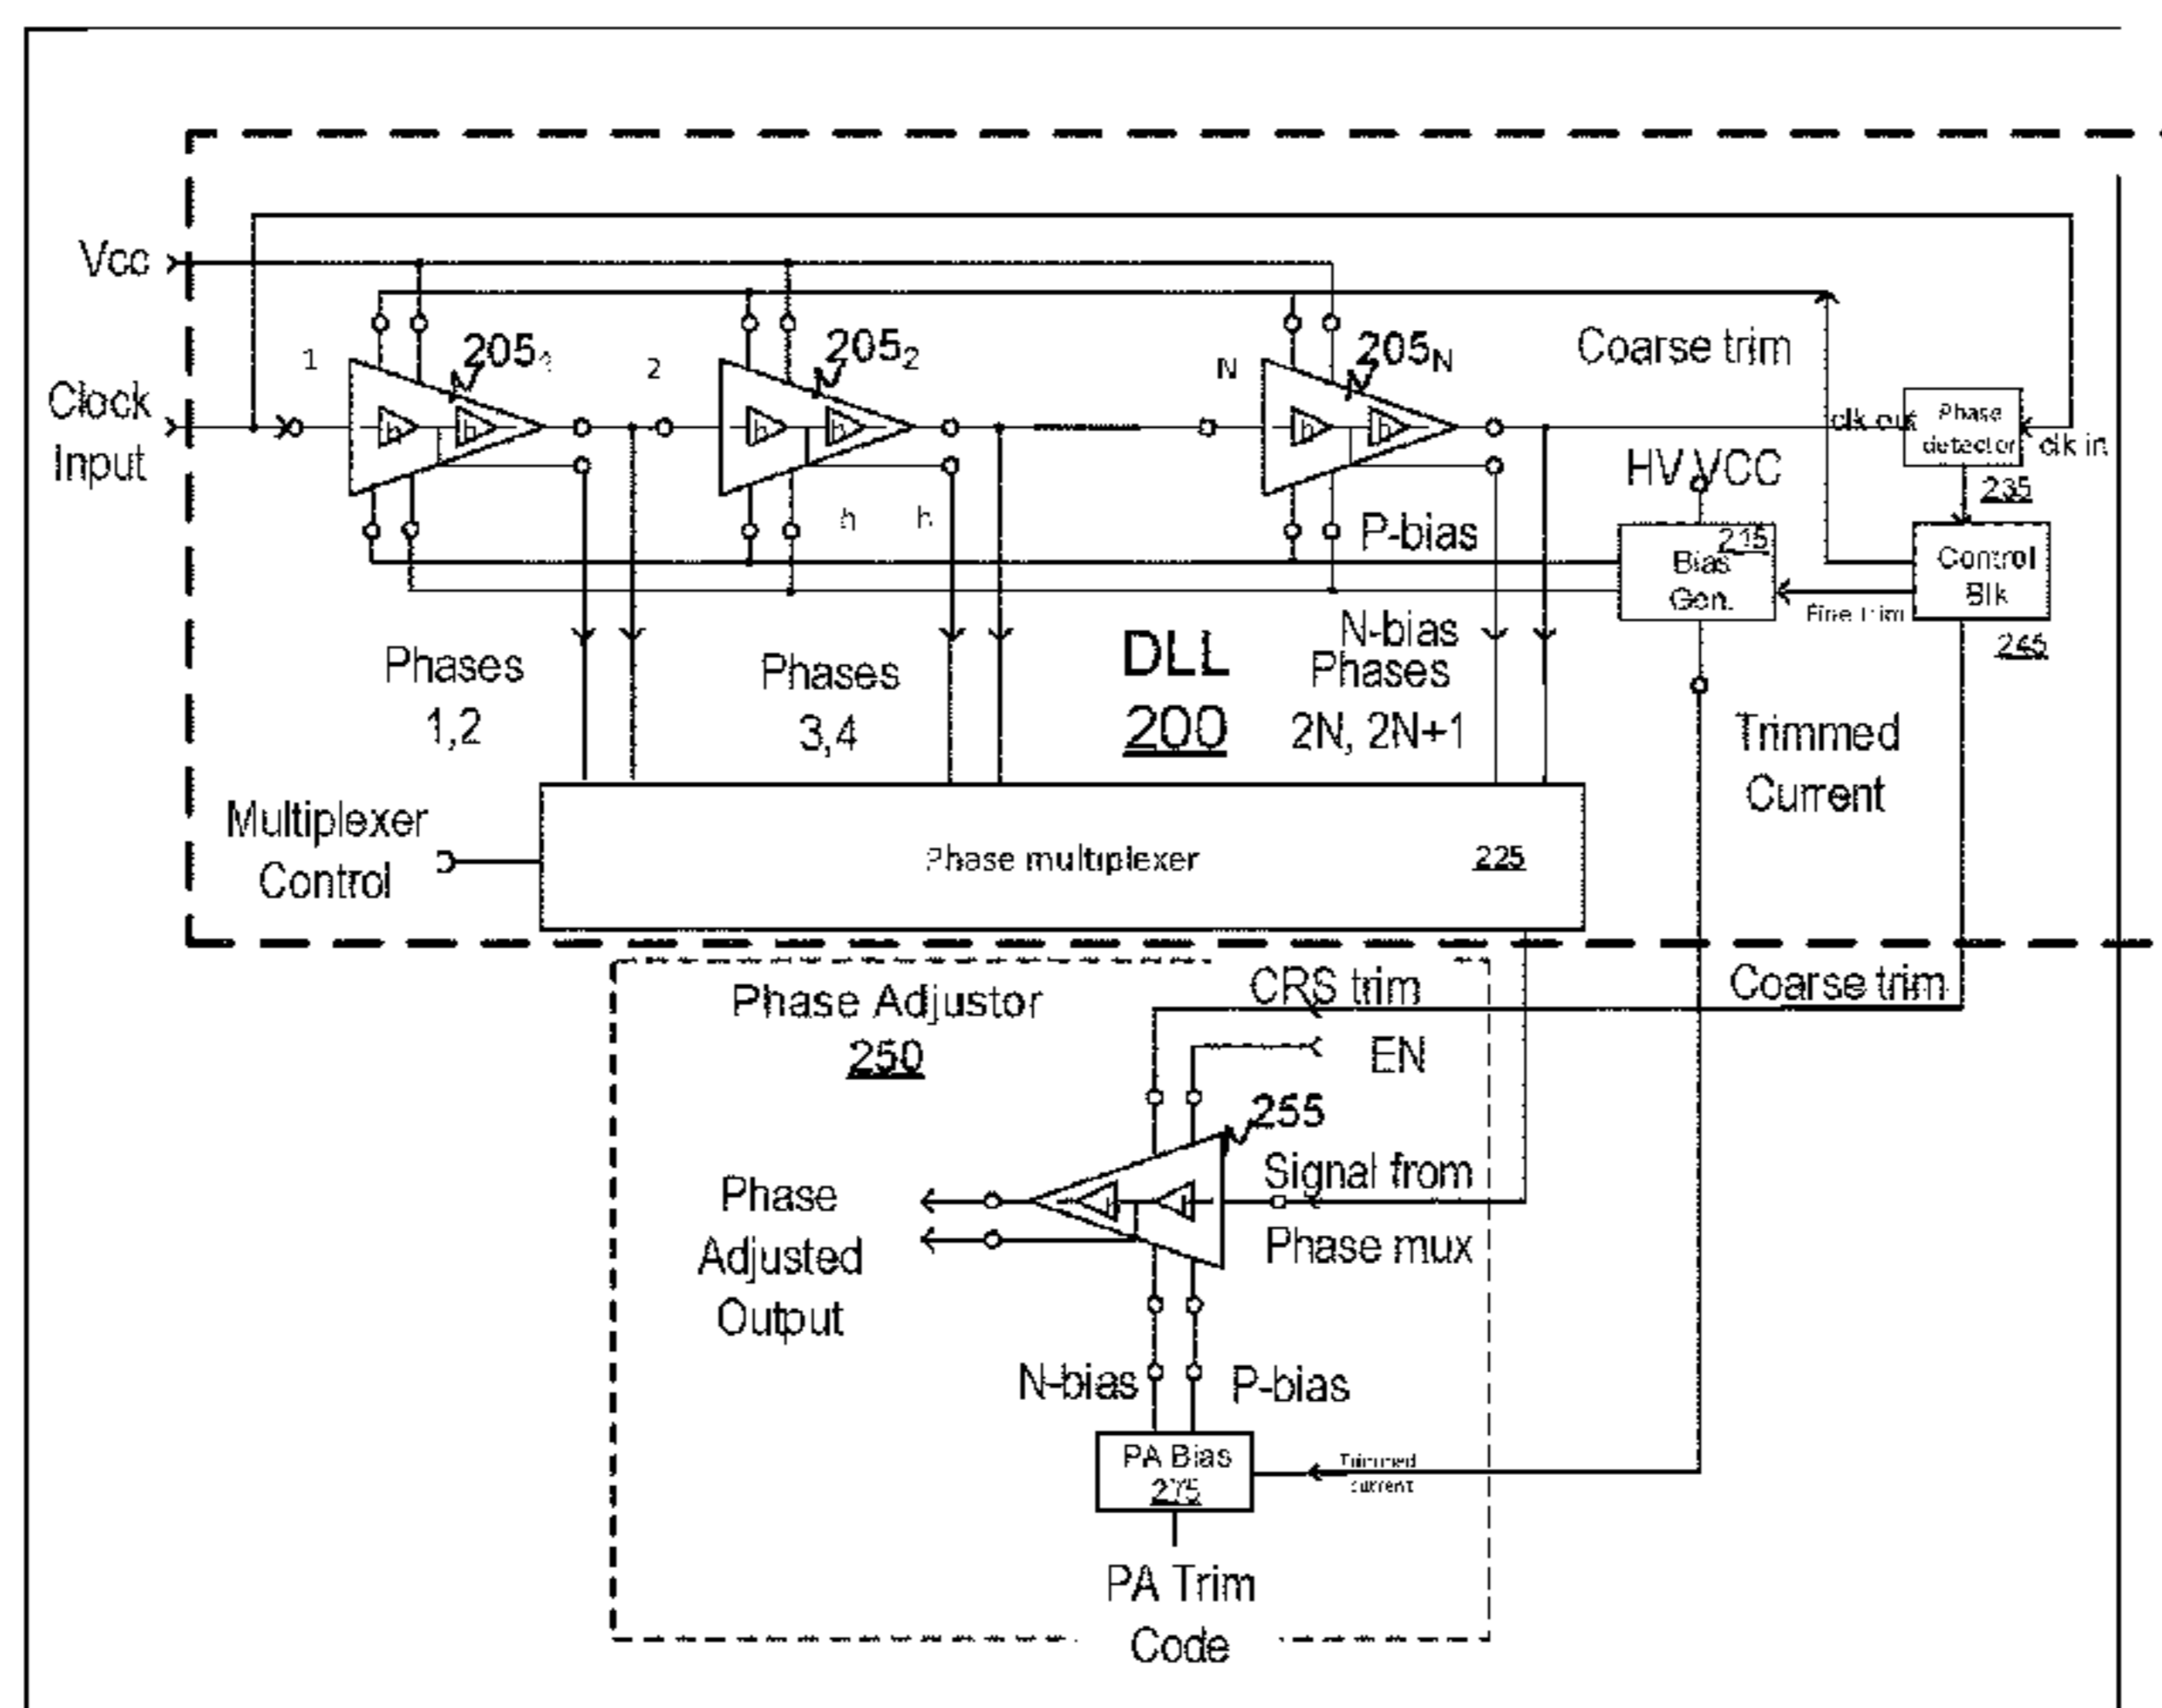 Vcc
1
205₁
2
205₂
N
205N
Coarse trim
Clock
Input
clk out
Phase
detector
clk in
235
HV VCC
h
h
P-bias
215
Bias
Gen.
Control
Blk
Fine trim
245
N-bias
Phases
1,2
Phases
3,4
DLL
200
Phases
2N, 2N+1
Trimmed
Current
Multiplexer
Control
Phase multiplexer
225
Phase Adjustor
250
CRS trim
Coarse trim
EN
255
Signal from
Phase mux
Phase
Adjusted
Output
N-bias
P-bias
PA Bias
275
Trimmed
current
PA Trim
Code